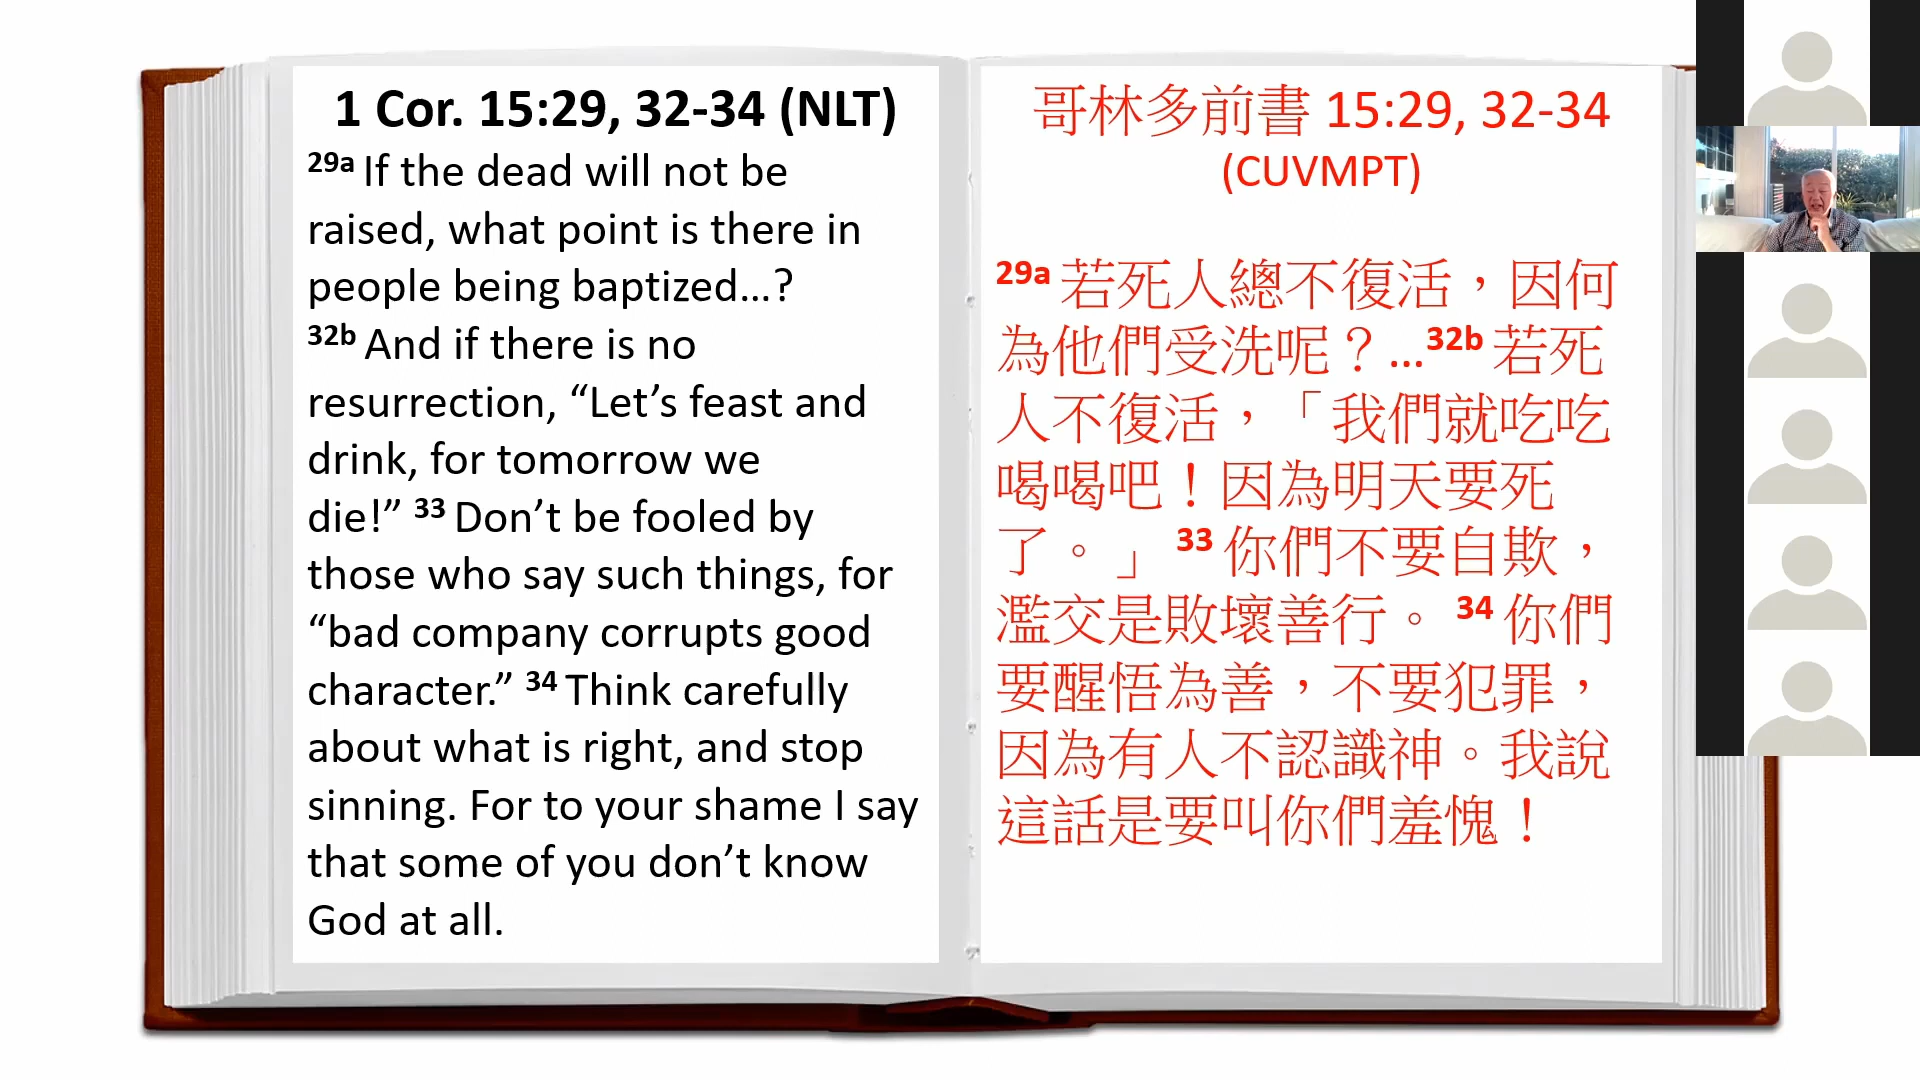 1 Cor. 15:29, 32-34 (NLT)
29a If the dead will not be
raised, what point is there in
people being baptized...?
32b And if there is no
resurrection, “Let’s feast and
drink, for tomorrow we
die!” 33 Don’t be fooled by
those who say such things, for
“bad company corrupts good
character.” 34 Think carefully
about what is right, and stop
sinning. For to your shame I say
that some of you don’t know
God at all.
哥林多前書 15:29, 32-34
(CUVMPT)
29a 若死人總不復活，因何
為他們受洗呢？...32b 若死
人不復活，「我們就吃吃
喝喝吧！因為明天要死
了。」 33 你們不要自欺，
濫交是敗壞善行。 34 你們
要醒悟為善，不要犯罪，
因為有人不認識神。我說
這話是要叫你們羞愧！